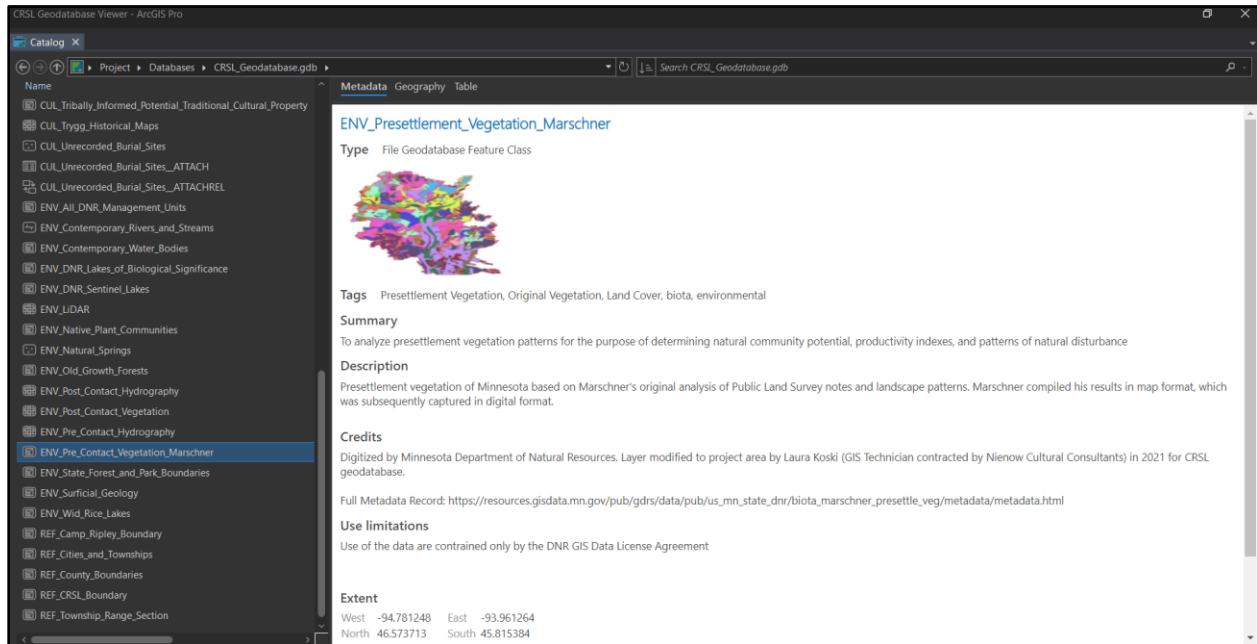 CRSL Geodatabase Viewer - ArcGIS Pro
Catalog
Project Databases CRSL_Geodatabase.gdb
Search CRSL_Geodatabase.gdb
Name
CUL_Tribally_Informed_Potential_Traditional_Cultural_Property
CUL_Trygg_Historical_Maps
CUL_Unrecorded_Burial_Sites
CUL_Unrecorded_Burial_Sites__ATTACH
CUL_Unrecorded_Burial_Sites__ATTACHREL
ENV_All_DNR_Management_Units
ENV_Contemporary_Rivers_and_Streams
ENV_Contemporary_Water_Bodies
ENV_DNR_Lakes_of_Biological_Significance
ENV_DNR_Sentinel_Lakes
ENV_LiDAR
ENV_Native_Plant_Communities
ENV_Natural_Springs
ENV_Old_Growth_Forests
ENV_Post_Contact_Hydrography
ENV_Post_Contact_Vegetation
ENV_Pre_Contact_Hydrography
ENV_Pre_Contact_Vegetation_Marschner
ENV_State_Forest_and_Park_Boundaries
ENV_Surficial_Geology
ENV_Wid_Rice_Lakes
REF_Camp_Ripley_Boundary
REF_Cities_and_Townships
REF_County_Boundaries
REF_CRSL_Boundary
REF_Township_Range_Section
Metadata Geography Table
ENV_Presettlement_Vegetation_Marschner
Type File Geodatabase Feature Class
Tags Presettlement Vegetation, Original Vegetation, Land Cover, biota, environmental
Summary
To analyze presettlement vegetation patterns for the purpose of determining natural community potential, productivity indexes, and patterns of natural disturbance
Description
Presettlement vegetation of Minnesota based on Marschner's original analysis of Public Land Survey notes and landscape patterns. Marschner compiled his results in map format, which
was subsequently captured in digital format.
Credits
Digitized by Minnesota Department of Natural Resources. Layer modified to project area by Laura Koski (GIS Technician contracted by Nienow Cultural Consultants) in 2021 for CRSL
geodatabase.
Full Metadata Record: https://resources.gisdata.mn.gov/pub/gdrs/data/pub/us_mn_state_dnr/biota_marschner_presettle_veg/metadata/metadata.html
Use limitations
Use of the data are contrained only by the DNR GIS Data License Agreement
Extent
West -94.781248 East -93.961264
North 46.573713 South 45.815384